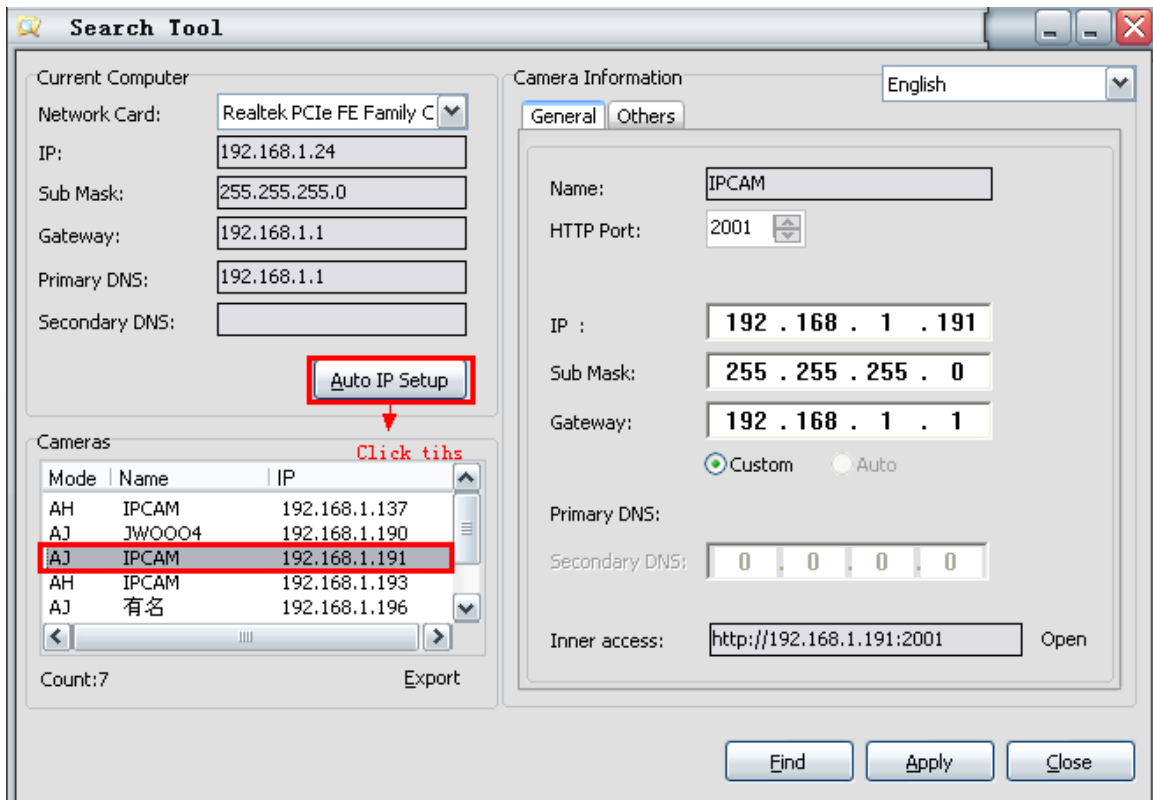 Search Tool
Current Computer
Network Card: Realtek PCIe FE Family C
IP: 192.168.1.24
Sub Mask: 255.255.255.0
Gateway: 192.168.1.1
Primary DNS: 192.168.1.1
Secondary DNS:
Auto IP Setup
Click tihs
Cameras
Mode Name IP
AH IPCAM 192.168.1.137
AJ JWOOO4 192.168.1.190
AJ IPCAM 192.168.1.191
AH IPCAM 192.168.1.193
AJ 有名 192.168.1.196
Count:7 Export
Camera Information English
General Others
Name: IPCAM
HTTP Port: 2001
IP : 192 . 168 . 1 . 191
Sub Mask: 255 . 255 . 255 . 0
Gateway: 192 . 168 . 1 . 1
Custom Auto
Primary DNS:
Secondary DNS: 0 . 0 . 0 . 0
Inner access: http://192.168.1.191:2001 Open
Find Apply Close